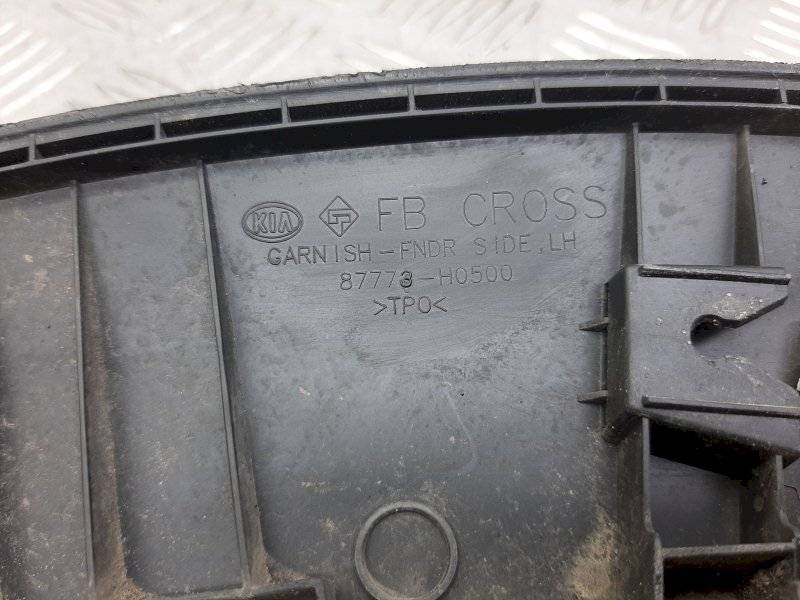 KIA FB CROSS
GARNISH-FNDR SIDE,LH
87773-H0500
>TPO<